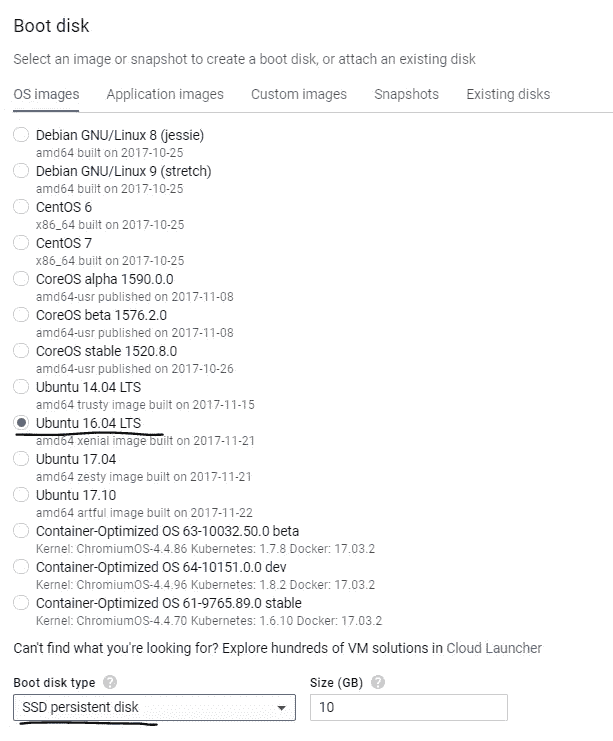 Boot disk
Select an image or snapshot to create a boot disk, or attach an existing disk
OS images Application images Custom images Snapshots Existing disks
Debian GNU/Linux 8 (jessie)
amd64 built on 2017-10-25
Debian GNU/Linux 9 (stretch)
amd64 built on 2017-10-25
CentOS 6
x86_64 built on 2017-10-25
CentOS 7
x86_64 built on 2017-10-25
CoreOS alpha 1590.0.0
amd64-usr published on 2017-11-08
CoreOS beta 1576.2.0
amd64-usr published on 2017-11-08
CoreOS stable 1520.8.0
amd64-usr published on 2017-10-26
Ubuntu 14.04 LTS
amd64 trusty image built on 2017-11-15
Ubuntu 16.04 LTS
amd64 xenial image built on 2017-11-21
Ubuntu 17.04
amd64 zesty image built on 2017-11-21
Ubuntu 17.10
amd64 artful image built on 2017-11-22
Container-Optimized OS 63-10032.50.0 beta
Kernel: ChromiumOS-4.4.86 Kubernetes: 1.7.8 Docker: 17.03.2
Container-Optimized OS 64-10151.0.0 dev
Kernel: ChromiumOS-4.4.96 Kubernetes: 1.8.2 Docker: 17.03.2
Container-Optimized OS 61-9765.89.0 stable
Kernel: ChromiumOS-4.4.70 Kubernetes: 1.6.10 Docker: 17.03.2
Can't find what you're looking for? Explore hundreds of VM solutions in Cloud Launcher
Boot disk type ? Size (GB) ?
SSD persistent disk 10